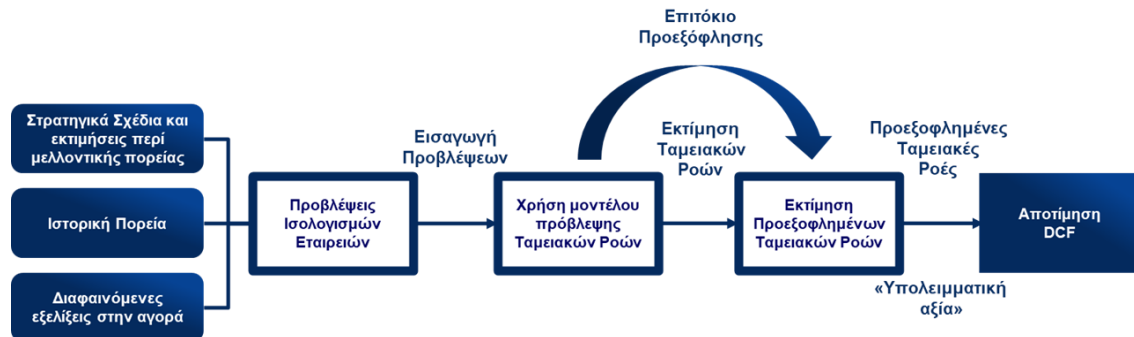 Επιτόκιο
Προεξόφλησης
Στρατηγικά Σχέδια και
εκτιμήσεις περί
μελλοντικής πορείας
Ιστορική Πορεία
Διαφαινόμενες
εξελίξεις στην αγορά
Προβλέψεις
Ισολογισμών
Εταιρειών
Εισαγωγή
Προβλέψεων
Χρήση μοντέλου
πρόβλεψης
Ταμειακών Ροών
Εκτίμηση
Ταμειακών
Ροών
Εκτίμηση
Προεξοφλημένων
Ταμειακών Ροών
Προεξοφλημένες
Ταμειακές
Ροές
«Υπολειμματική
αξία»
Αποτίμηση
DCF